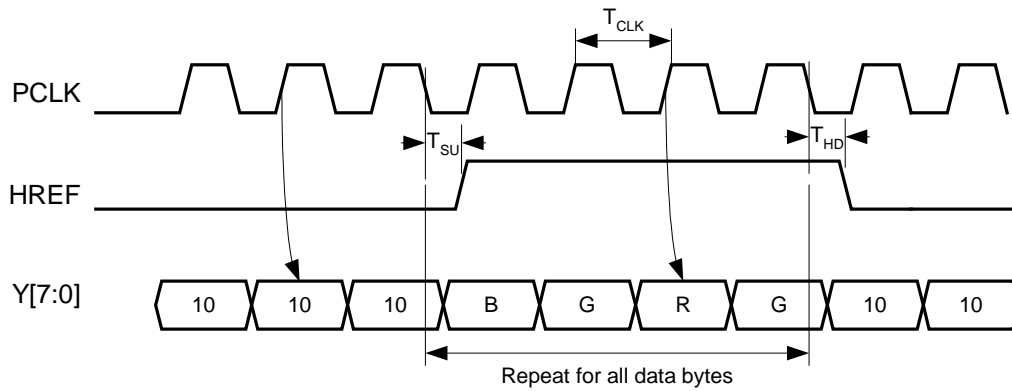 T_CLK
PCLK
T_SU
T_HD
HREF
Y[7:0]
10 10 10 B G R G 10 10
Repeat for all data bytes